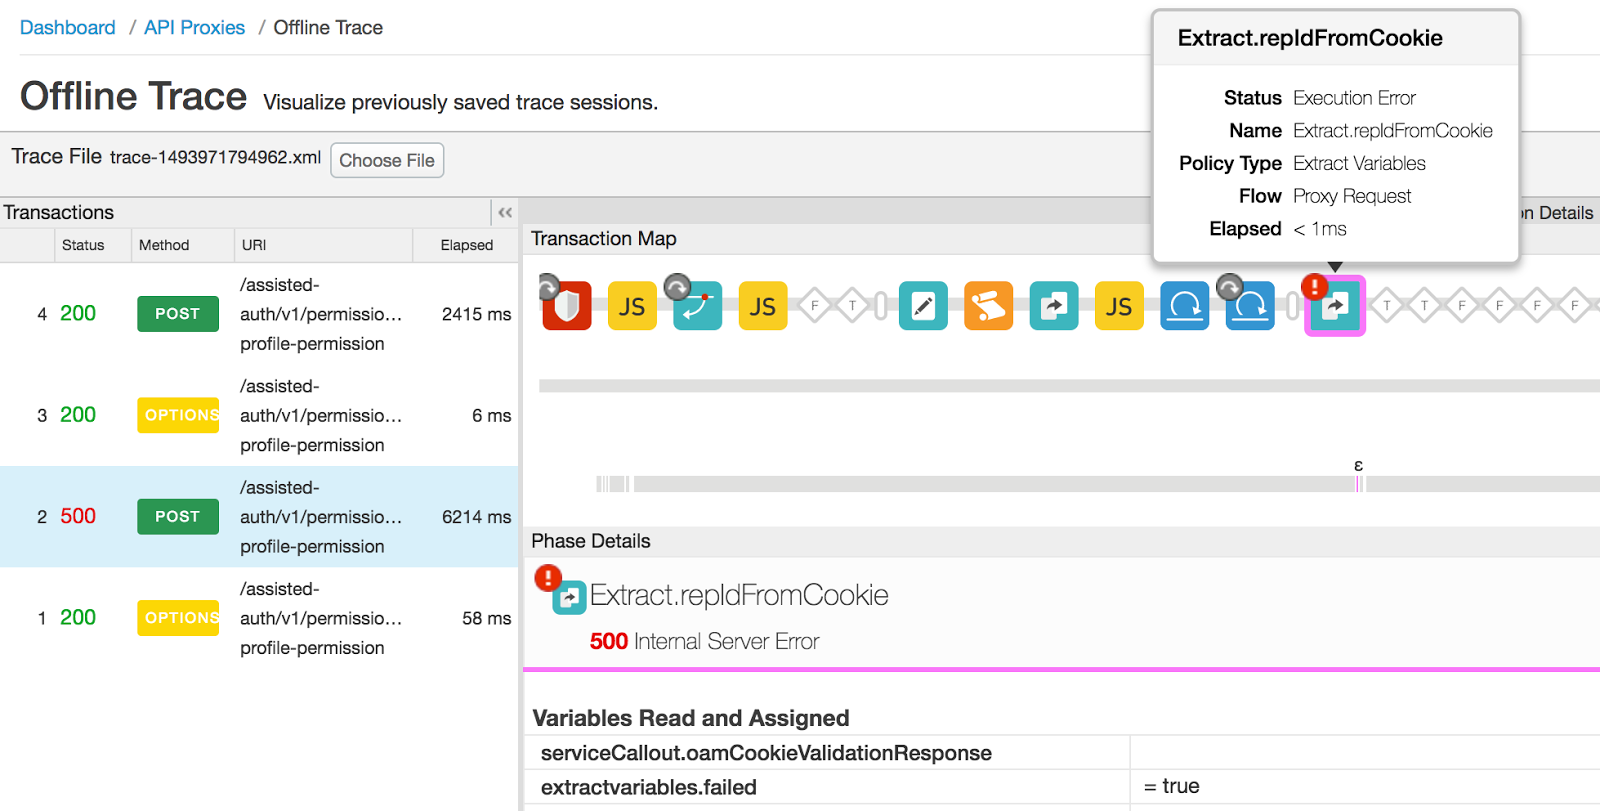 Dashboard / API Proxies / Offline Trace
Offline Trace Visualize previously saved trace sessions.
Trace File trace-1493971794962.xml Choose File
Extract.repIdFromCookie
Status Execution Error
Name Extract.repIdFromCookie
Policy Type Extract Variables
Flow Proxy Request
Elapsed < 1ms
Transactions «
Status Method URI Elapsed
4 200 POST /assisted-
auth/v1/permissio… 2415 ms
profile-permission
3 200 OPTIONS /assisted-
auth/v1/permissio… 6 ms
profile-permission
2 500 POST /assisted-
auth/v1/permissio… 6214 ms
profile-permission
1 200 OPTIONS /assisted-
auth/v1/permissio… 58 ms
profile-permission
on Details
Transaction Map
JS JS F T JS ! T T F F F F
ε
Phase Details
! Extract.repIdFromCookie
500 Internal Server Error
Variables Read and Assigned
serviceCallout.oamCookieValidationResponse
extractvariables.failed = true